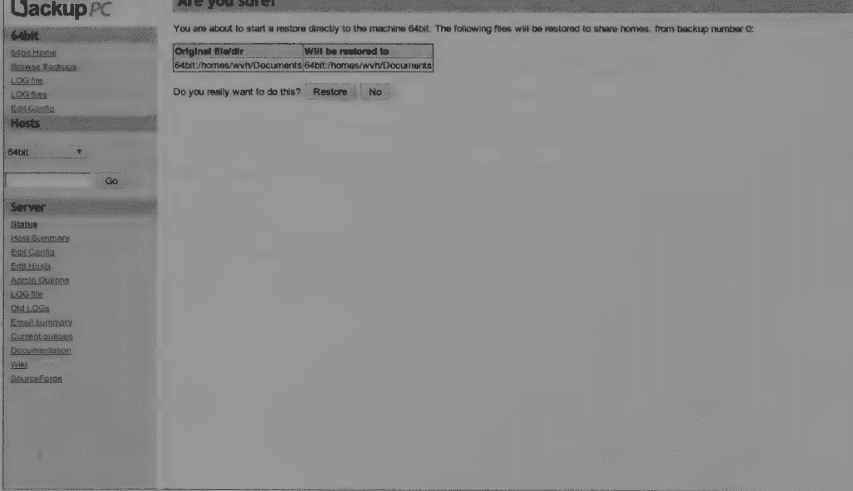 BackupPC
Are you sure?
64bit
You are about to start a restore directly to the machine 64bit. The following files will be restored to share homes, from backup number 0:
64bit Home
Browse Backups
LOG file
LOG files
Edit Config
Original file/dir Will be restored to
64bit:/homes/wvh/Documents 64bit:/homes/wvh/Documents
Do you really want to do this? Restore No
Hosts
64bit
Go
Server
Status
Host Summary
Edit Config
Edit Hosts
Admin Options
LOG file
Old LOGs
Email summary
Current queues
Documentation
Wiki
SourceForge